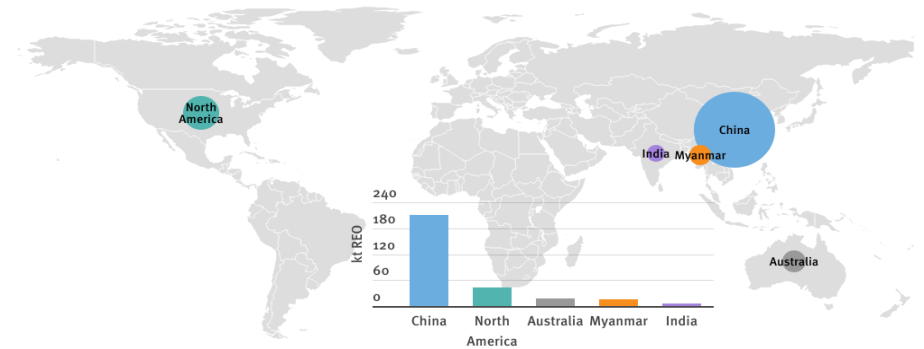 North
America
China
India
Myanmar
Australia
kt REO
240
180
120
60
0
China
North
America
Australia
Myanmar
India